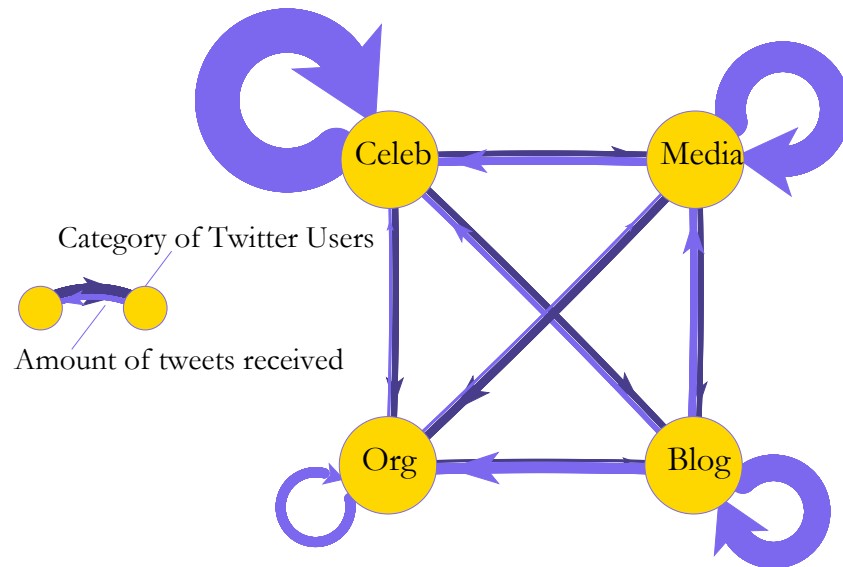 Celeb
Media
Category of Twitter Users
Amount of tweets received
Org
Blog